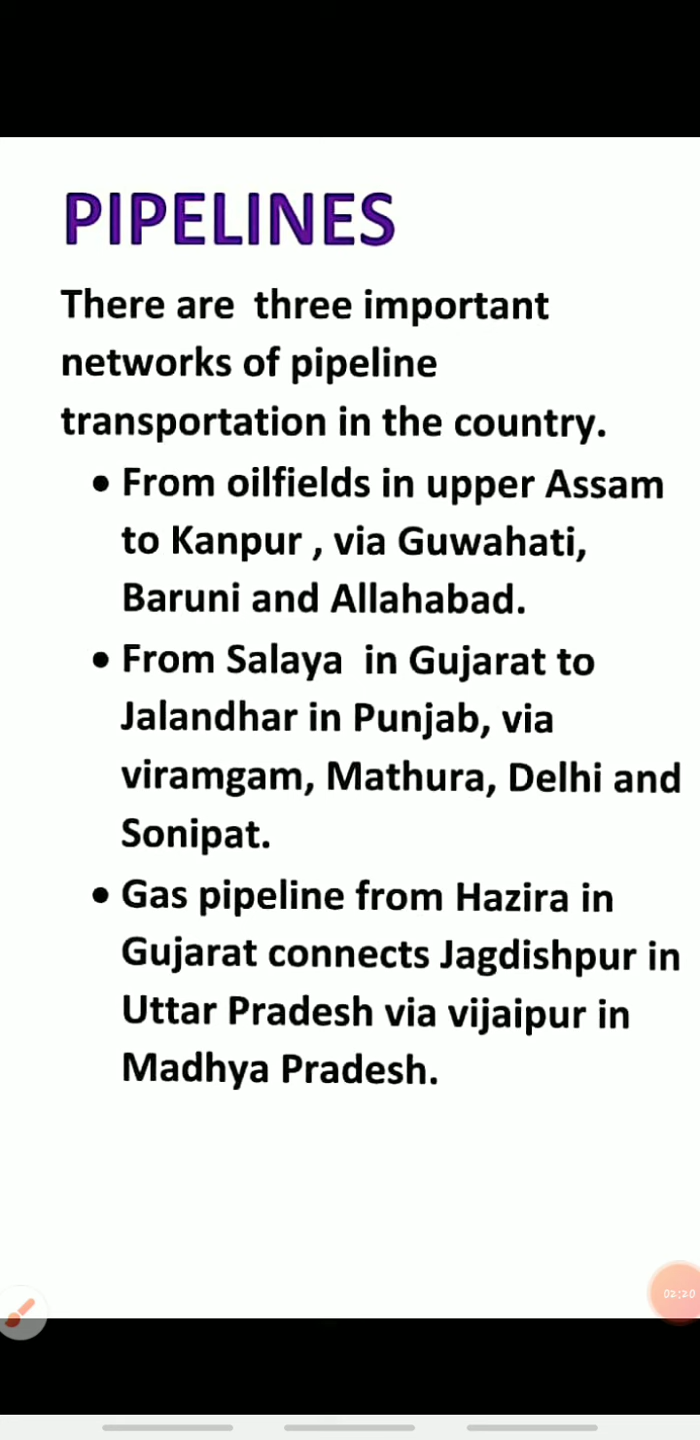 PIPELINES
There are three important
networks of pipeline
transportation in the country.
• From oilfields in upper Assam
to Kanpur , via Guwahati,
Baruni and Allahabad.
• From Salaya in Gujarat to
Jalandhar in Punjab, via
viramgam, Mathura, Delhi and
Sonipat.
• Gas pipeline from Hazira in
Gujarat connects Jagdishpur in
Uttar Pradesh via vijaipur in
Madhya Pradesh.
02:20